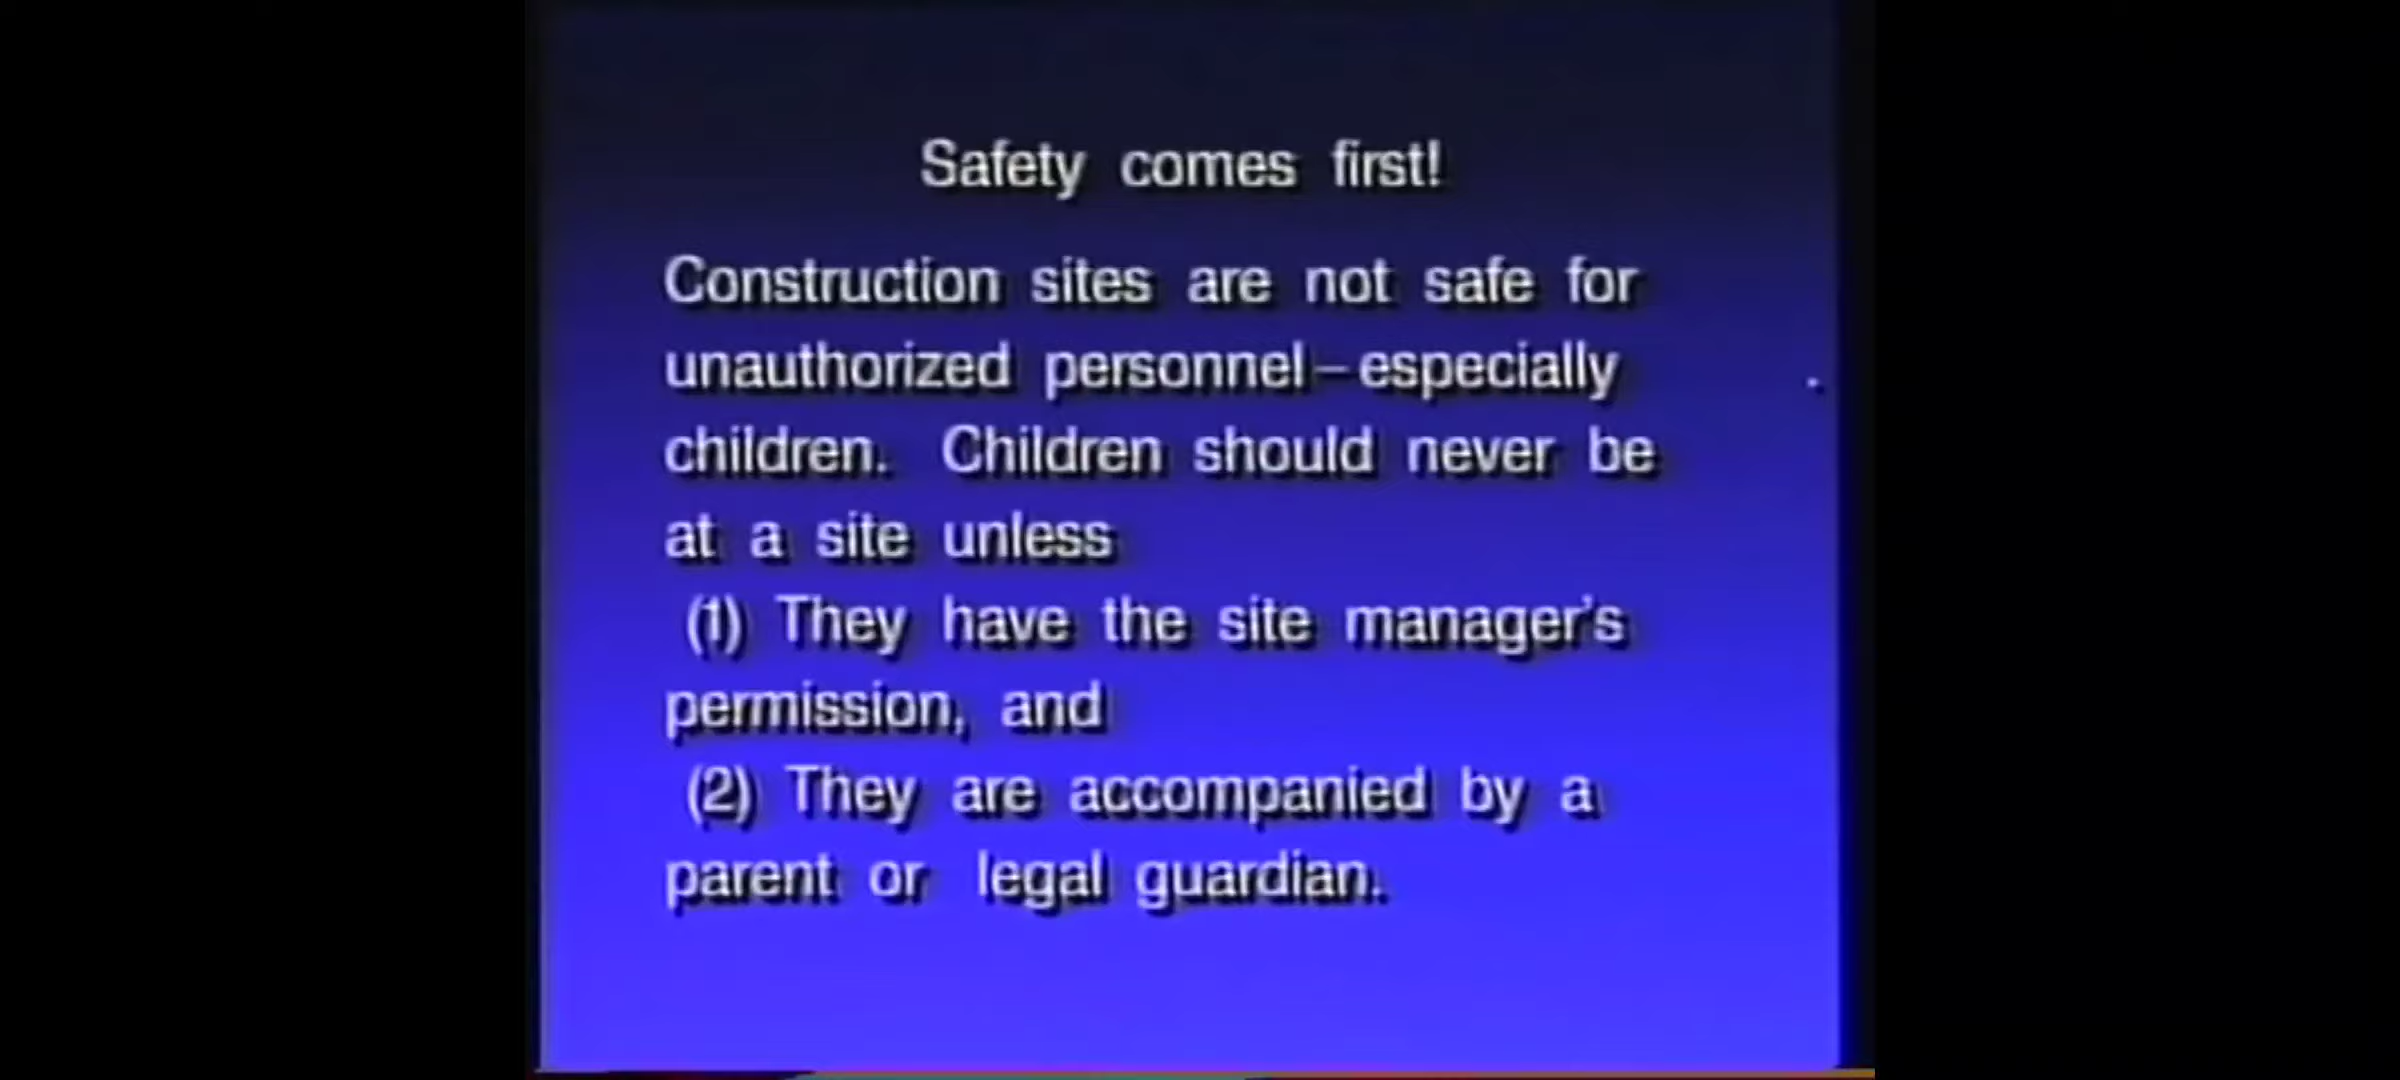 Safety comes first!
Construction sites are not safe for
unauthorized personnel–especially
children. Children should never be
at a site unless
(1) They have the site manager's
permission, and
(2) They are accompanied by a
parent or legal guardian.